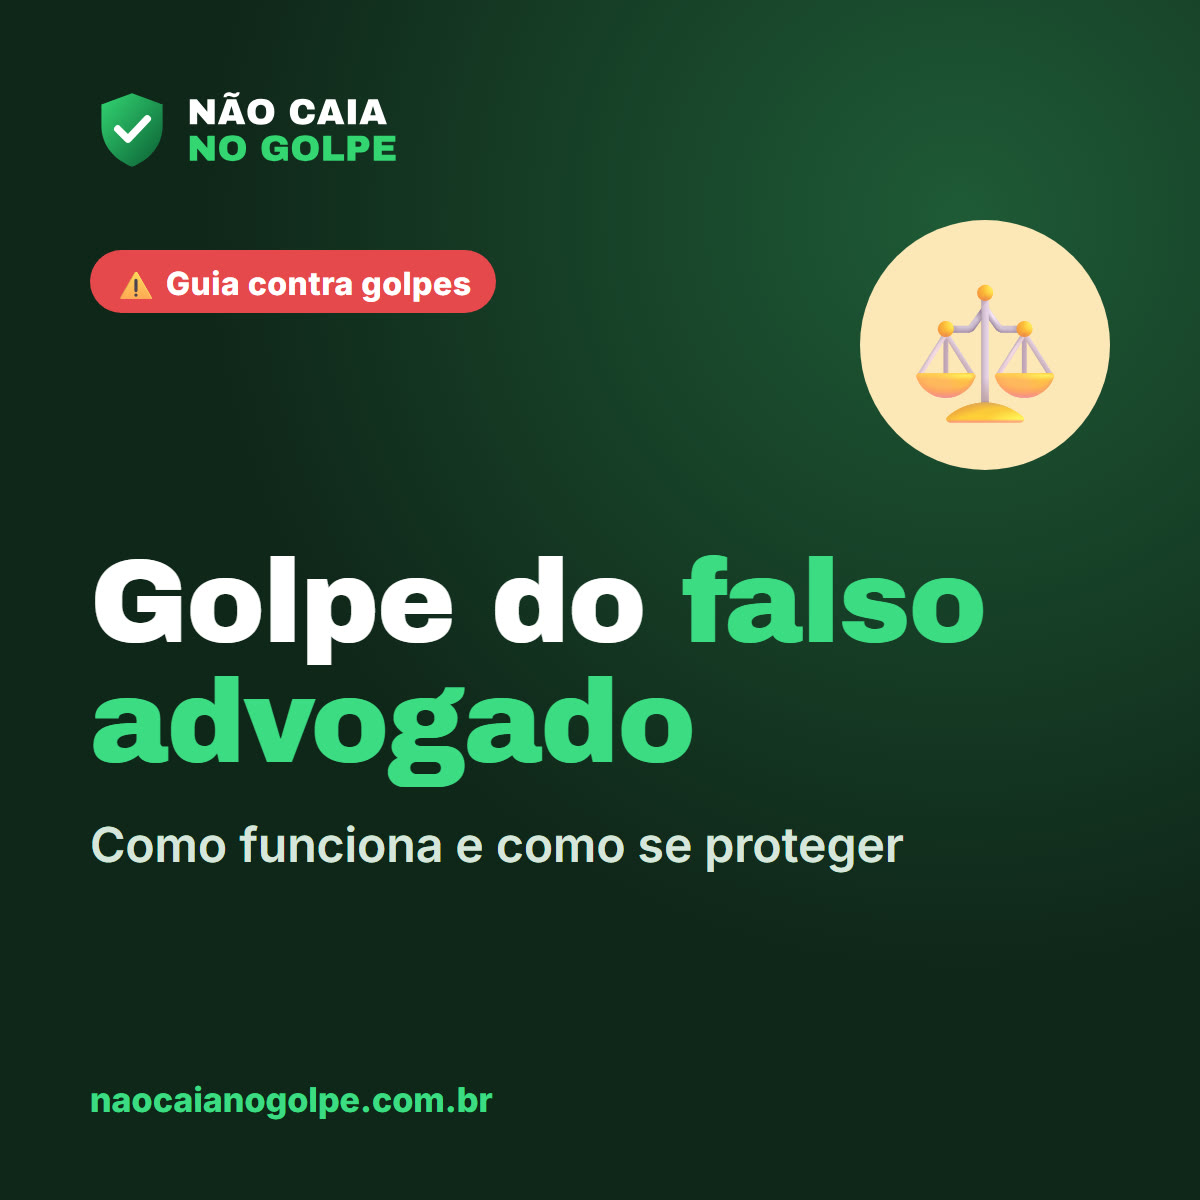 NÃO CAIA
NO GOLPE
⚠️ Guia contra golpes
Golpe do falso
advogado
Como funciona e como se proteger
naocaianogolpe.com.br